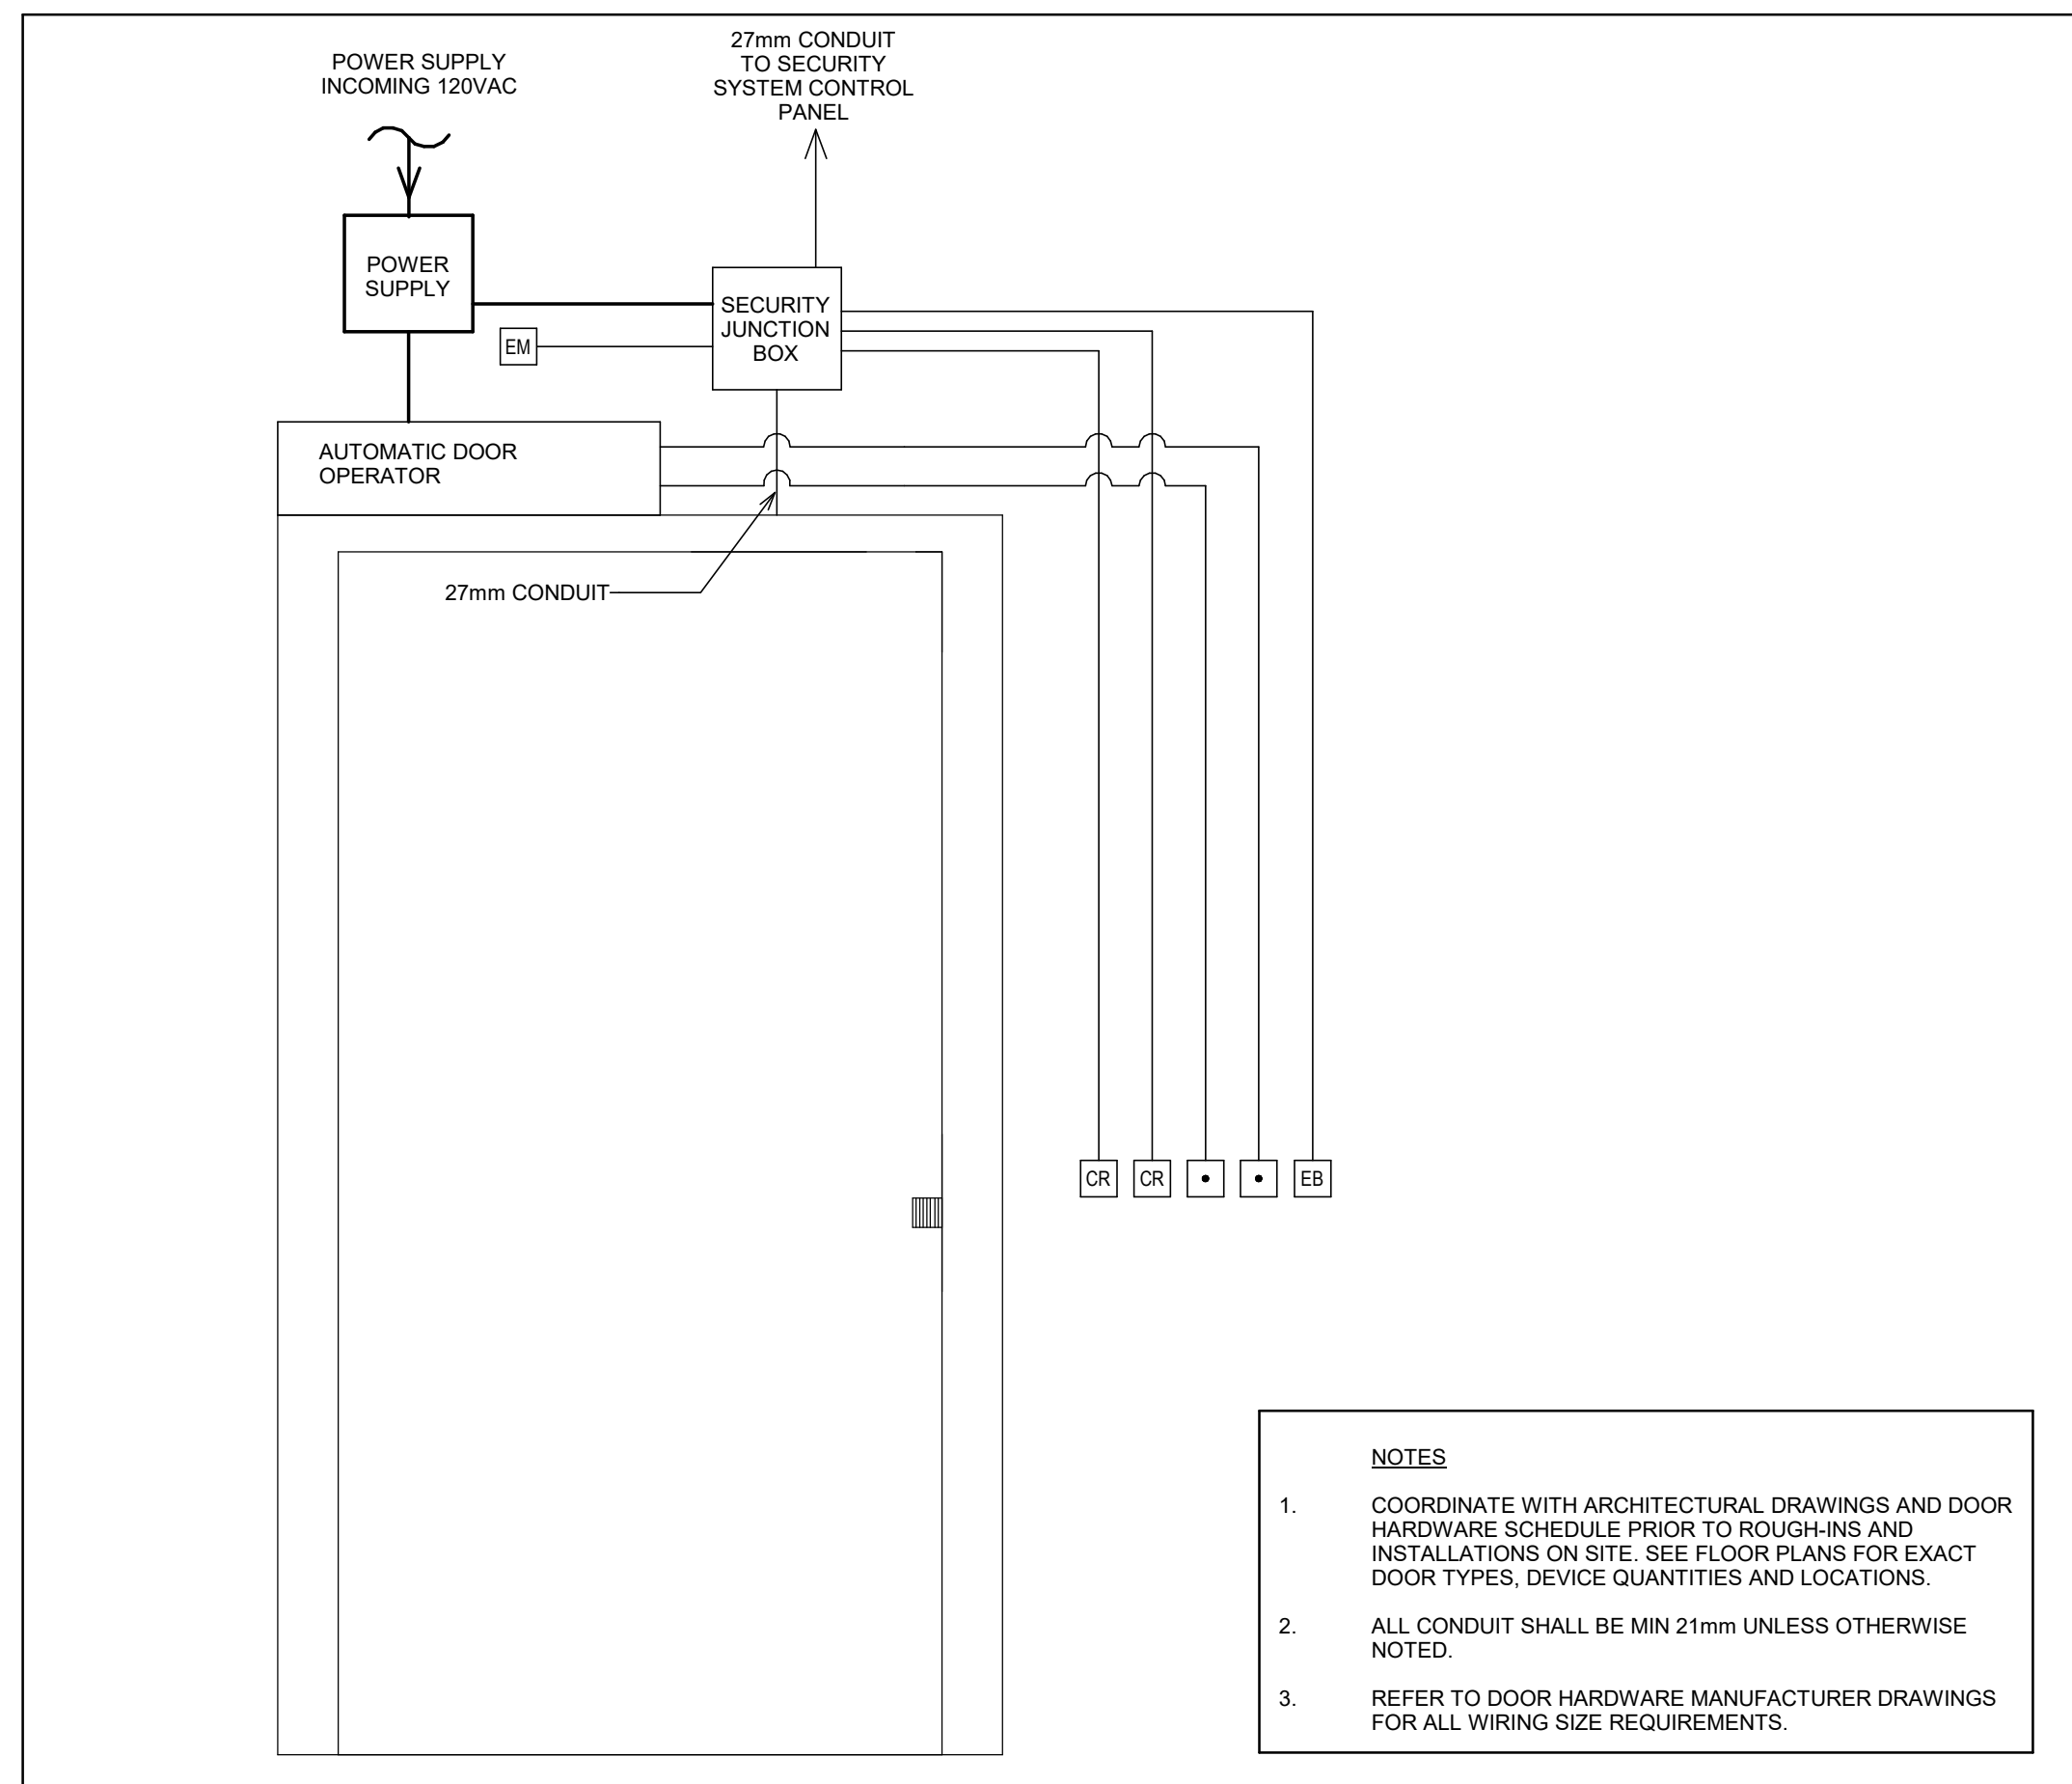 POWER SUPPLY
INCOMING 120VAC
27mm CONDUIT
TO SECURITY
SYSTEM CONTROL
PANEL
POWER
SUPPLY
SECURITY
JUNCTION
BOX
EM
AUTOMATIC DOOR
OPERATOR
27mm CONDUIT
CR
CR
EB
NOTES
1. COORDINATE WITH ARCHITECTURAL DRAWINGS AND DOOR
HARDWARE SCHEDULE PRIOR TO ROUGH-INS AND
INSTALLATIONS ON SITE. SEE FLOOR PLANS FOR EXACT
DOOR TYPES, DEVICE QUANTITIES AND LOCATIONS.
2. ALL CONDUIT SHALL BE MIN 21mm UNLESS OTHERWISE
NOTED.
3. REFER TO DOOR HARDWARE MANUFACTURER DRAWINGS
FOR ALL WIRING SIZE REQUIREMENTS.